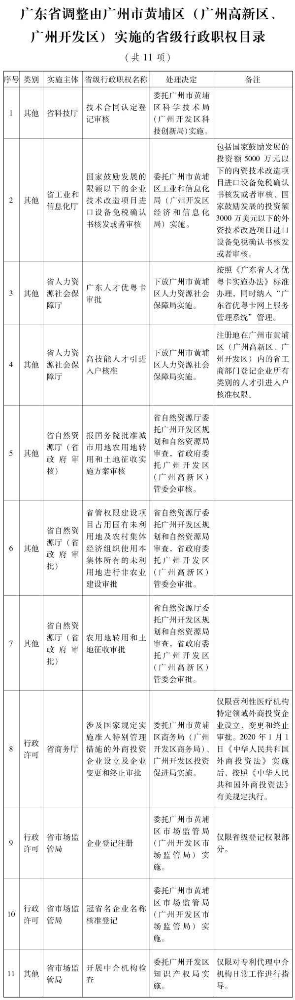 广东省调整由广州市黄埔区（广州高新区、
广州开发区）实施的省级行政职权目录
（共 11 项）
序号 类别 实施主体 省级行政职权名称 处理决定 备注
1
其他
省科技厅
技术合同认定登
记审核
委托广州市黄埔
区科学技术局
（广州开发区科
技创新局）实施。
2
其他
省工业和
信息化厅
国家鼓励发展的
限额以下的企业
技术改造项目进
口设备免税确认
书核发或者审核
委托广州市黄埔
区工业和信息化
局（广州开发区
经济和信息化
局）实施。
包括国家鼓励发展的
投资额 5000 万元以
下的内资技术改造项
目进口设备免税确认
书核发或者审核、国
家鼓励发展的投资额
3000 万美元以下的外
资技术改造项目进口
设备免税确认书核发
或者审核。
3
其他
省人力资
源社会保
障厅
广东人才优粤卡
审批
下放广州市黄埔
区人力资源社会
保障局实施。
按照《广东省人才优
粤卡实施办法》标准
办理，同时纳入“广
东省优粤卡网上服务
管理系统”管理。
4
其他
省人力资
源社会保
障厅
高技能人才引进
入户核准
下放广州市黄埔
区人力资源社会
保障局实施。
注册地在广州市黄埔
区（广州高新区、广
州开发区）内的省工
商部门登记企业所有
类别的人才引进入户
核准权限。
5
其他
省自然资
源厅（省
政府审
核）
报国务院批准城
市用地农用地转
用和土地征收实
施方案审核
省自然资源厅委
托广州开发区规
划和自然资源局
审查，省政府委
托广州开发区
（广州高新区）
管委会审核。
6
其他
省自然资
源厅（省
政府审
批）
省管权限建设项
目占用国有未利
用地及农村集体
经济组织使用本
集体所有的未利
用地进行非农业
建设审批
省自然资源厅委
托广州开发区规
划和自然资源局
审查，省政府委
托广州开发区
（广州高新区）
管委会审批。
7
其他
省自然资
源厅（省
政府审
批）
农用地转用和土
地征收审批
省自然资源厅委
托广州开发区规
划和自然资源局
审查，省政府委
托广州开发区
（广州高新区）
管委会审批。
8
行政
许可
省商务厅
涉及国家规定实
施准入特别管理
措施的外商投资
企业设立及企业
变更和终止审批
委托广州市黄埔
区商务局（广州
开发区商务局）、
广州开发区投资
促进局实施。
仅限营利性医疗机构
特定领域外商投资企
业设立、变更和终止
审批。2020 年 1 月 1
日《中华人民共和国
外商投资法》实施
后，按照《中华人民
共和国外商投资法》
有关规定执行。
9
行政
许可
省市场监
管局
企业登记注册
委托广州市黄埔
区市场监管局
（广州开发区市
场监管局）实
施。
仅限省级登记权限部
分。
10
行政
许可
省市场监
管局
冠省名企业名称
核准登记
委托广州市黄埔
区市场监管局
（广州开发区市
场监管局）实
施。
11
其他
省市场监
管局
开展中介机构检
查
委托广州开发区
知识产权局实
施。
仅限对专利代理中介
机构日常工作进行指
导。